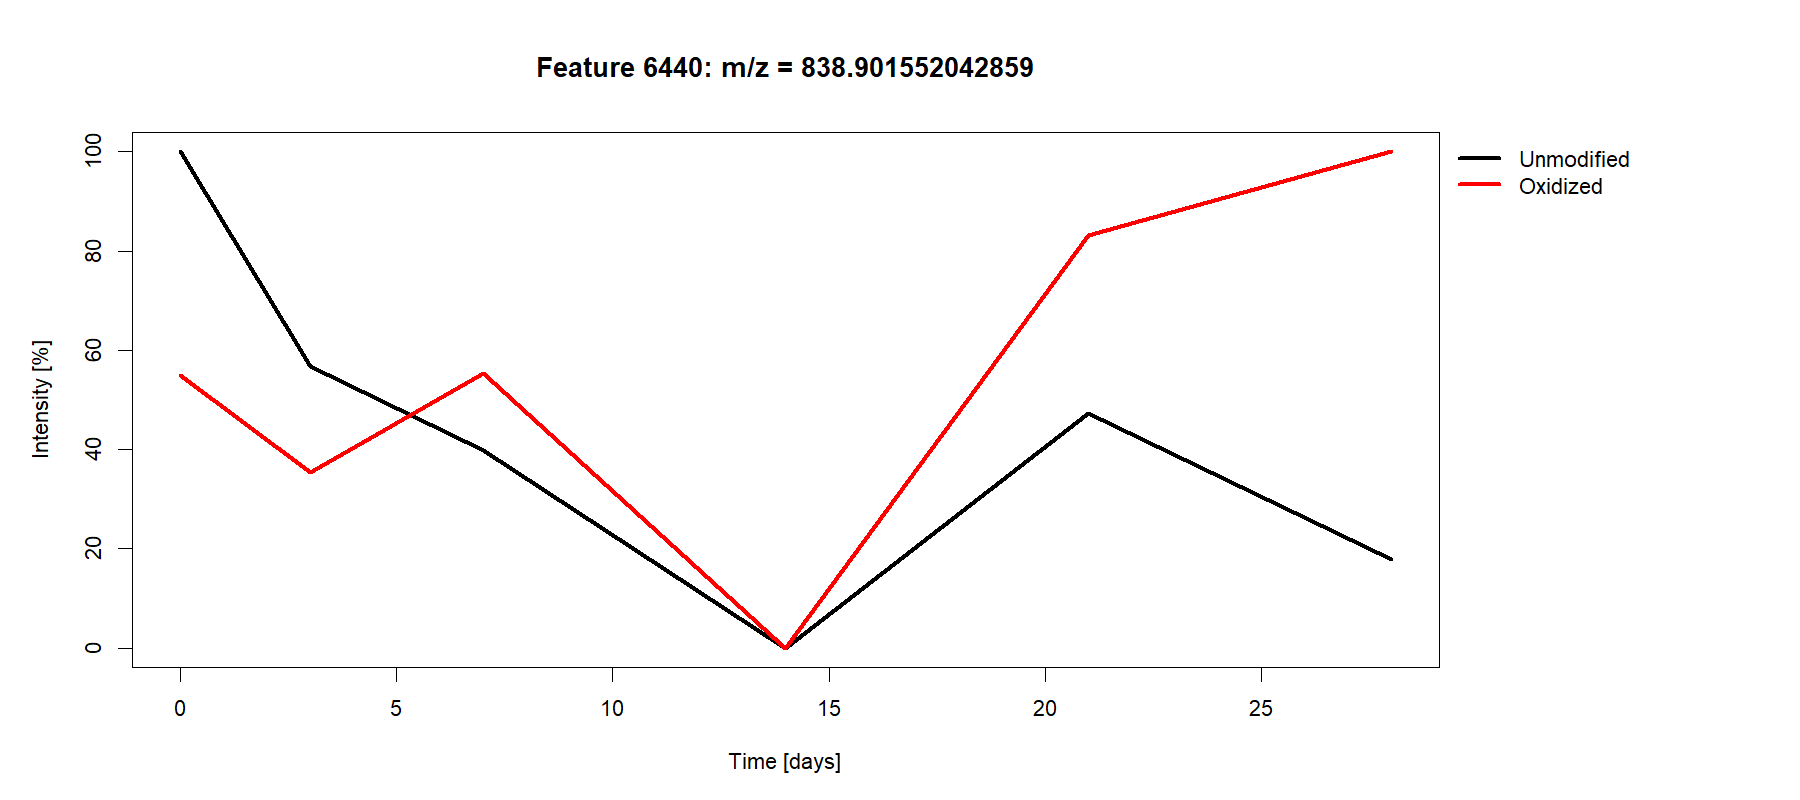 Feature 6440: m/z = 838.901552042859
Unmodified
Oxidized
Intensity [%]
100
80
60
40
20
0
0 5 10 15 20 25
Time [days]